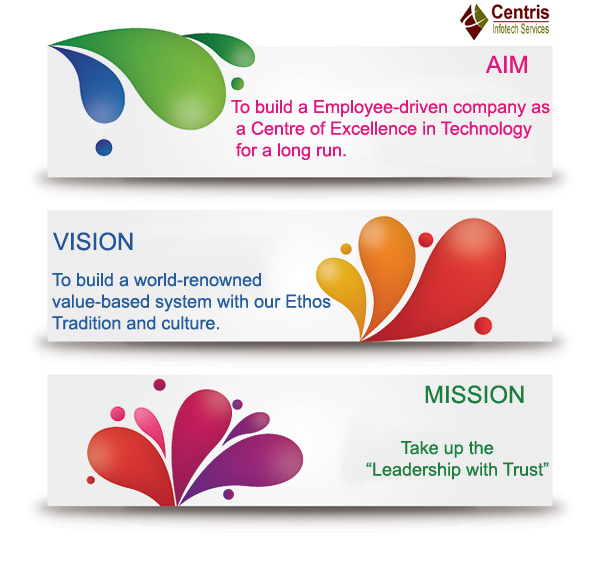 Centris
Infotech Services
AIM
To build a Employee-driven company as
a Centre of Excellence in Technology
for a long run.
VISION
To build a world-renowned
value-based system with our Ethos
Tradition and culture.
MISSION
Take up the
“Leadership with Trust”